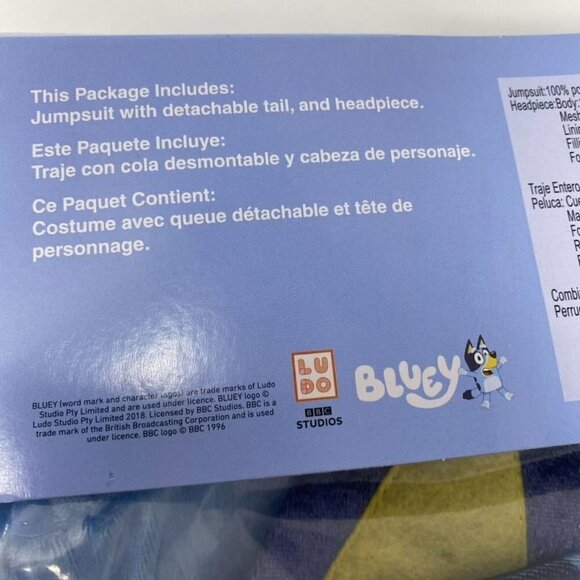 This Package Includes:
Jumpsuit with detachable tail, and headpiece.
Este Paquete Incluye:
Traje con cola desmontable y cabeza de personaje.
Ce Paquet Contient:
Costume avec queue détachable et tête de
personnage.
BLUEY (word mark and character logos) are trade marks of Ludo
Studio Pty Limited and are used under licence. BLUEY logo ©
Ludo Studio Pty Limited 2018. Licensed by BBC Studios. BBC is a
trade mark of the British Broadcasting Corporation and is used
under licence. BBC logo © BBC 1996
LU
DO
BBC
STUDIOS
BLUEY
Jumpsuit:100%
Headpiece:Body:
Mesh
Traje
Peluca: